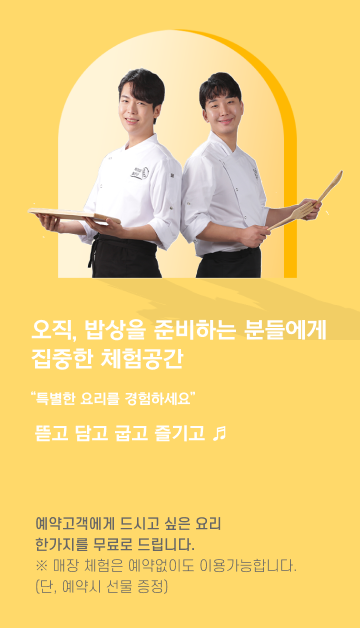 오직, 밥상을 준비하는 분들에게
집중한 체험공간
“특별한 요리를 경험하세요”
뜯고 담고 굽고 즐기고 ♬
예약고객에게 드시고 싶은 요리
한가지를 무료로 드립니다.
※ 매장 체험은 예약없이도 이용가능합니다.
(단, 예약시 선물 증정)